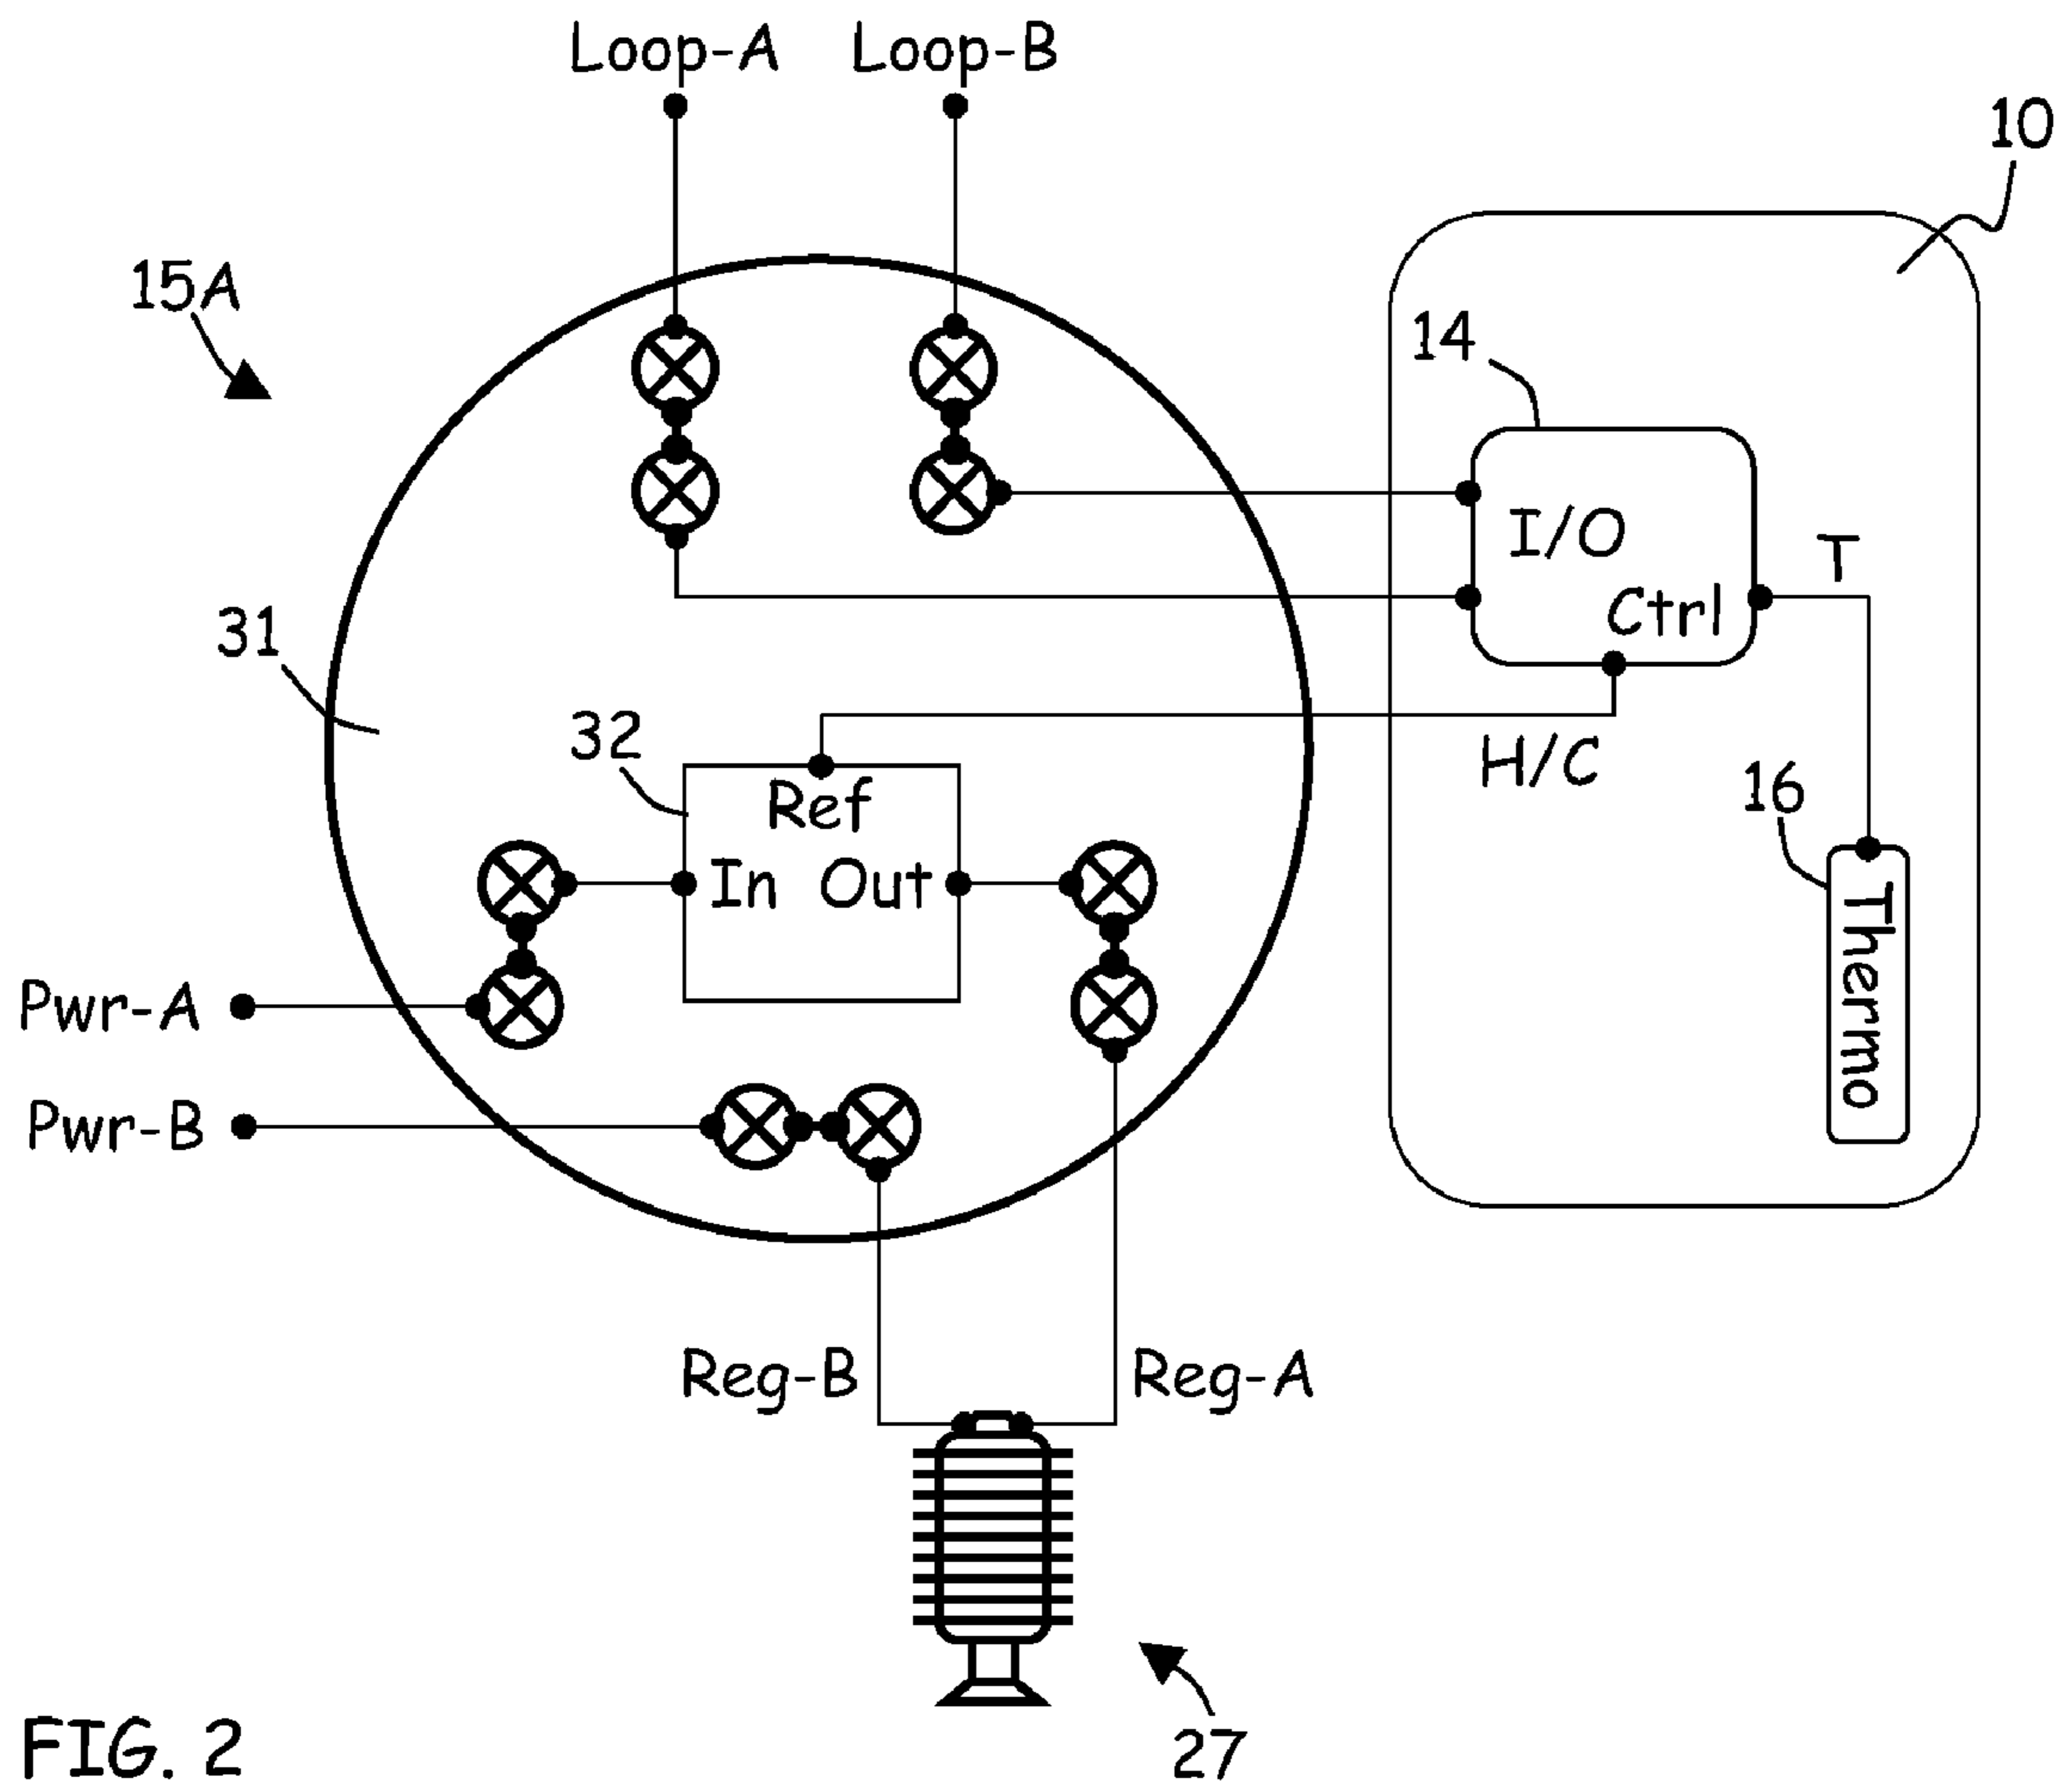 Loop-A Loop-B
10
15A
14
I/O
T
Ctrl
31
32
H/C
Ref
16
In Out
Thermo
Pwr-A
Pwr-B
Reg-B Reg-A
27
FIG. 2